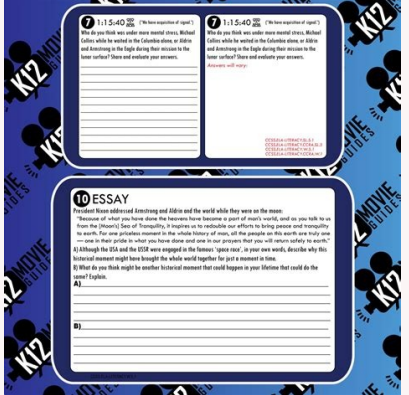 7 1:15:40 ("We have acquisition of signal")
Who do you think was under more mental stress, Michael
Collins while he waited in the Columbia alone, or Aldrin
and Armstrong in the Eagle during their mission to the
lunar surface? Share and evaluate your answers.
7 1:15:40 ("We have acquisition of signal")
Who do you think was under more mental stress, Michael
Collins while he waited in the Columbia alone, or Aldrin
and Armstrong in the Eagle during their mission to the
lunar surface? Share and evaluate your answers.
Answers will vary:
10 ESSAY
President Nixon addressed Armstrong and Aldrin and the world while they were on the moon:
"Because of what you have done the heavens have become a part of man's world, and as you talk to us
from the [Moon's] Sea of Tranquility, it inspires us to redouble our efforts to bring peace and tranquility
to earth. For one priceless moment in the whole history of man, all the people on this earth are truly one
— one in their pride in what you have done and one in our prayers that you will return safely to earth."
A) Although the USA and the USSR were engaged in the famous 'space race', in your own words, describe why this
historical moment might have brought the whole world together for just a moment in time.
B) What do you think might be another historical moment that could happen in your lifetime that could do the
same? Explain.
A)
B)
K12 MOVIE GUIDES